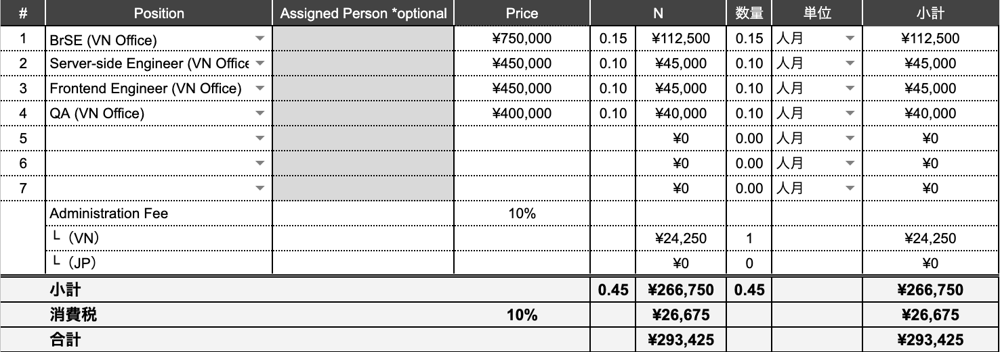 # Position Assigned Person *optional Price N 数量 単位 小計
1 BrSE (VN Office) ¥750,000 0.15 ¥112,500 0.15 人月 ¥112,500
2 Server-side Engineer (VN Office ¥450,000 0.10 ¥45,000 0.10 人月 ¥45,000
3 Frontend Engineer (VN Office) ¥450,000 0.10 ¥45,000 0.10 人月 ¥45,000
4 QA (VN Office) ¥400,000 0.10 ¥40,000 0.10 人月 ¥40,000
5 ¥0 0.00 人月 ¥0
6 ¥0 0.00 人月 ¥0
7 ¥0 0.00 人月 ¥0
Administration Fee 10%
└（VN） ¥24,250 1 ¥24,250
└（JP） ¥0 0 ¥0
小計 0.45 ¥266,750 0.45 ¥266,750
消費税 10% ¥26,675 ¥26,675
合計 ¥293,425 ¥293,425